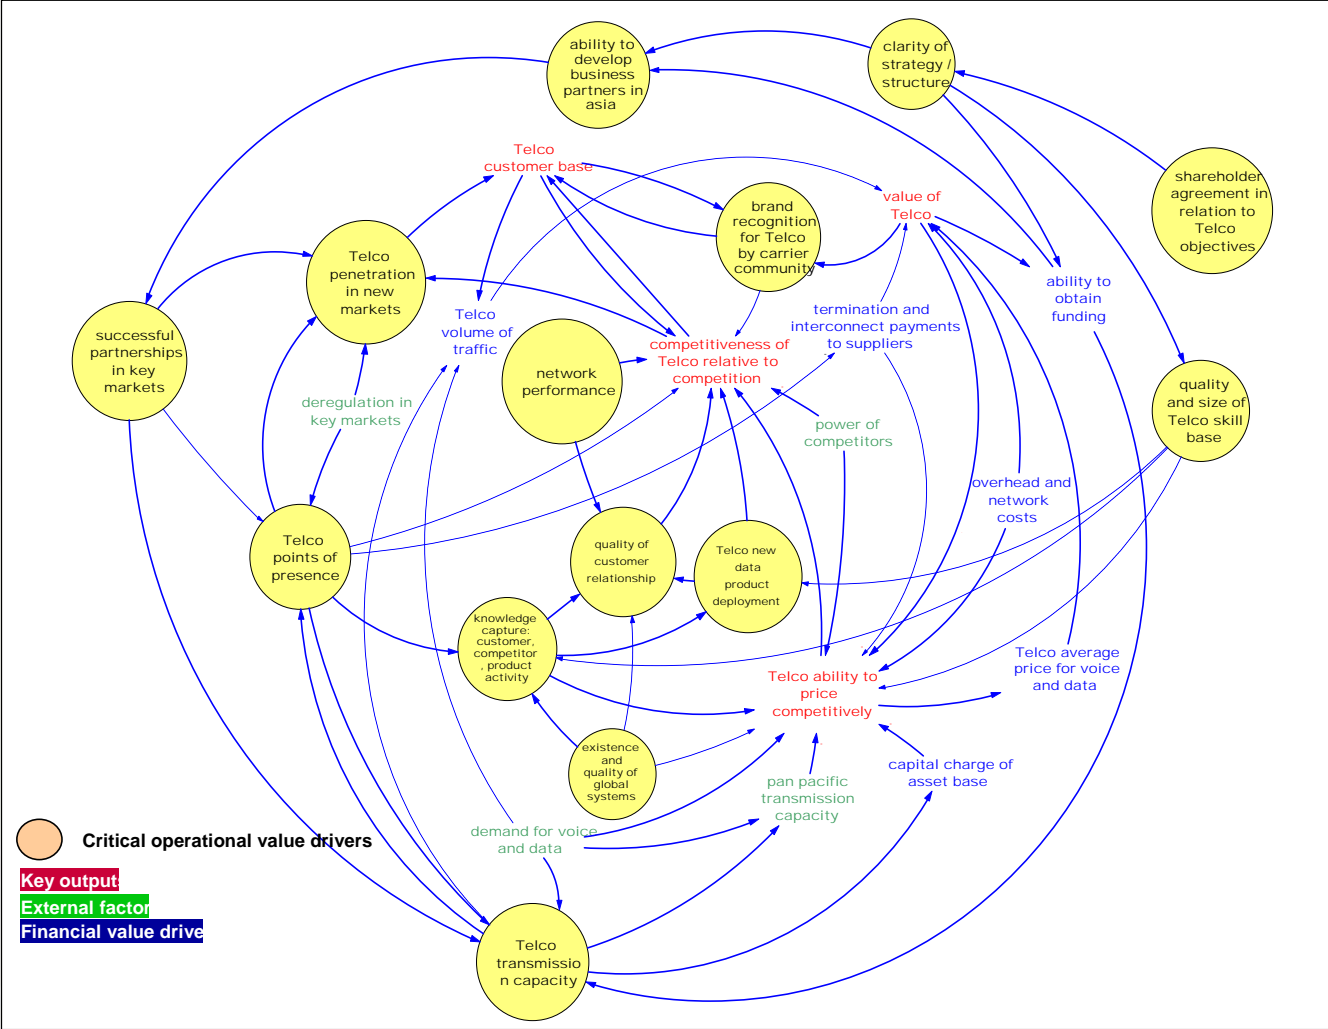 ability to
develop
business
partners in
asia
clarity of
strategy /
structure
shareholder
agreement in
relation to
Telco
objectives
Telco
customer base
brand
recognition
for Telco
by carrier
community
value of
Telco
Telco
penetration
in new
markets
ability to
obtain
funding
successful
partnerships
in key
markets
Telco
volume of
traffic
termination and
interconnect payments
to suppliers
competitiveness of
Telco relative to
competition
network
performance
quality
and size of
Telco skill
base
deregulation in
key markets
power of
competitors
overhead and
network
costs
Telco
points of
presence
quality of
customer
relationship
Telco new
data
product
deployment
knowledge
capture:
customer,
competitor
, product
activity
Telco ability to
price
competitively
Telco average
price for voice
and data
existence
and
quality of
global
systems
pan pacific
transmission
capacity
capital charge of
asset base
demand for voice
and data
Critical operational value drivers
Key output
External factor
Financial value drive
Telco
transmissio
n capacity